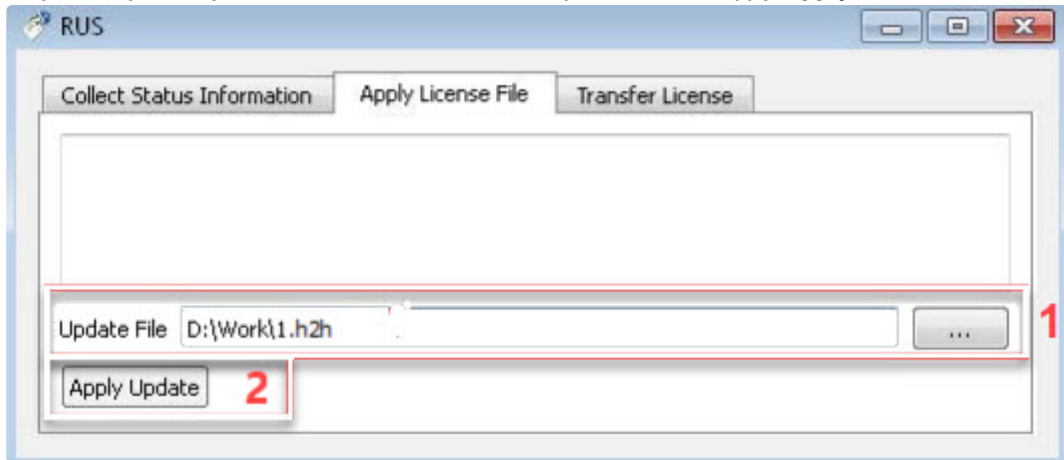 RUS
Collect Status Information Apply License File Transfer License
Update File D:\Work\1.h2h ... 1
Apply Update 2